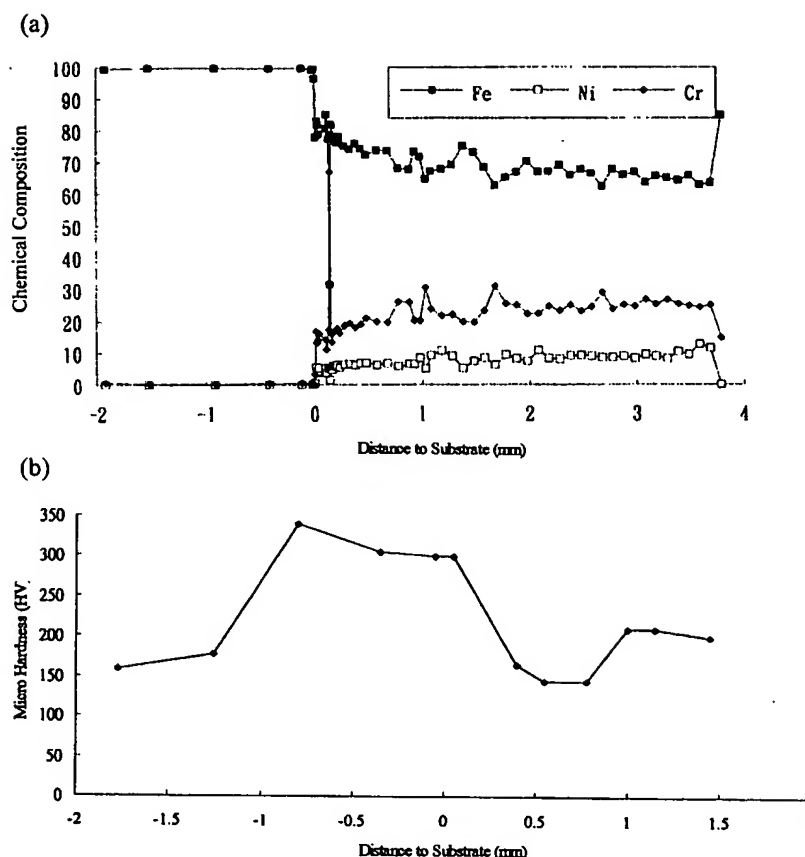 (a)
Chemical Composition
100
90
80
70
60
50
40
30
20
10
0
Fe Ni Cr
-2 -1 0 1 2 3 4
Distance to Substrate (mm)
(b)
Micro Hardness (HV.
350
300
250
200
150
100
50
0
-2 -1.5 -1 -0.5 0 0.5 1 1.5
Distance to Substrate (mm)